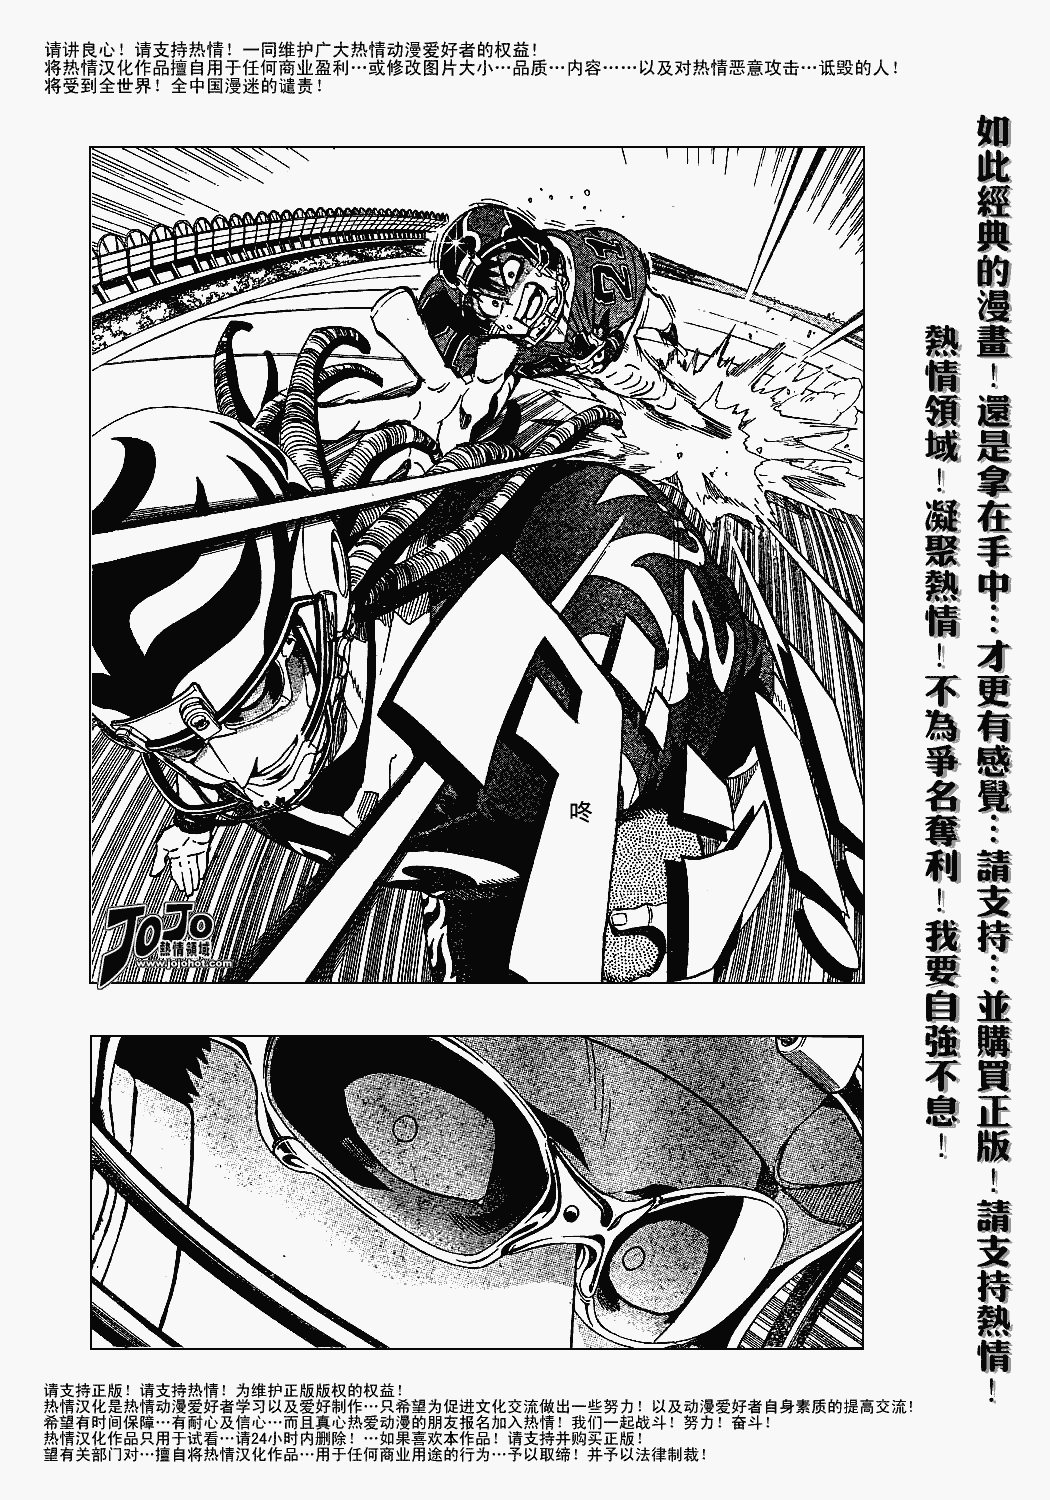 请讲良心！请支持热情！一同维护广大热情动漫爱好者的权益！
将热情汉化作品擅自用于任何商业盈利…或修改图片大小…品质…内容……以及对热情恶意攻击…诋毁的人！
将受到全世界！全中国漫迷的谴责！
如此經典的漫畫！還是拿在手中…才更有感覺…請支持…並購買正版！請支持熱情！
熱情領域！凝聚熱情！不為爭名奪利！我要自強不息！
21
咚
JOJO
熱情領域
www.jojohot.com
请支持正版！请支持热情！为维护正版版权的权益！
热情汉化是热情动漫爱好者学习以及爱好制作…只希望为促进文化交流做出一些努力！以及动漫爱好者自身素质的提高交流！
希望有时间保障…有耐心及信心…而且真心热爱动漫的朋友报名加入热情！我们一起战斗！努力！奋斗！
热情汉化作品只用于试看…请24小时内删除！…如果喜欢本作品！请支持并购买正版！
望有关部门对…擅自将热情汉化作品…用于任何商业用途的行为…予以取缔！并予以法律制裁！